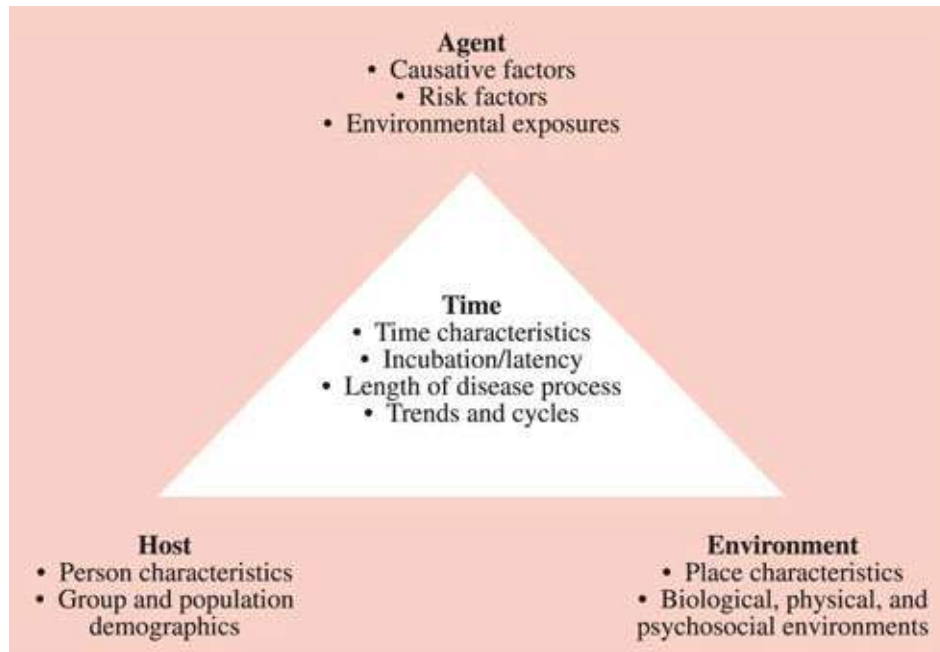 Agent
• Causative factors
• Risk factors
• Environmental exposures
Time
• Time characteristics
• Incubation/latency
• Length of disease process
• Trends and cycles
Host
• Person characteristics
• Group and population
demographics
Environment
• Place characteristics
• Biological, physical, and
psychosocial environments